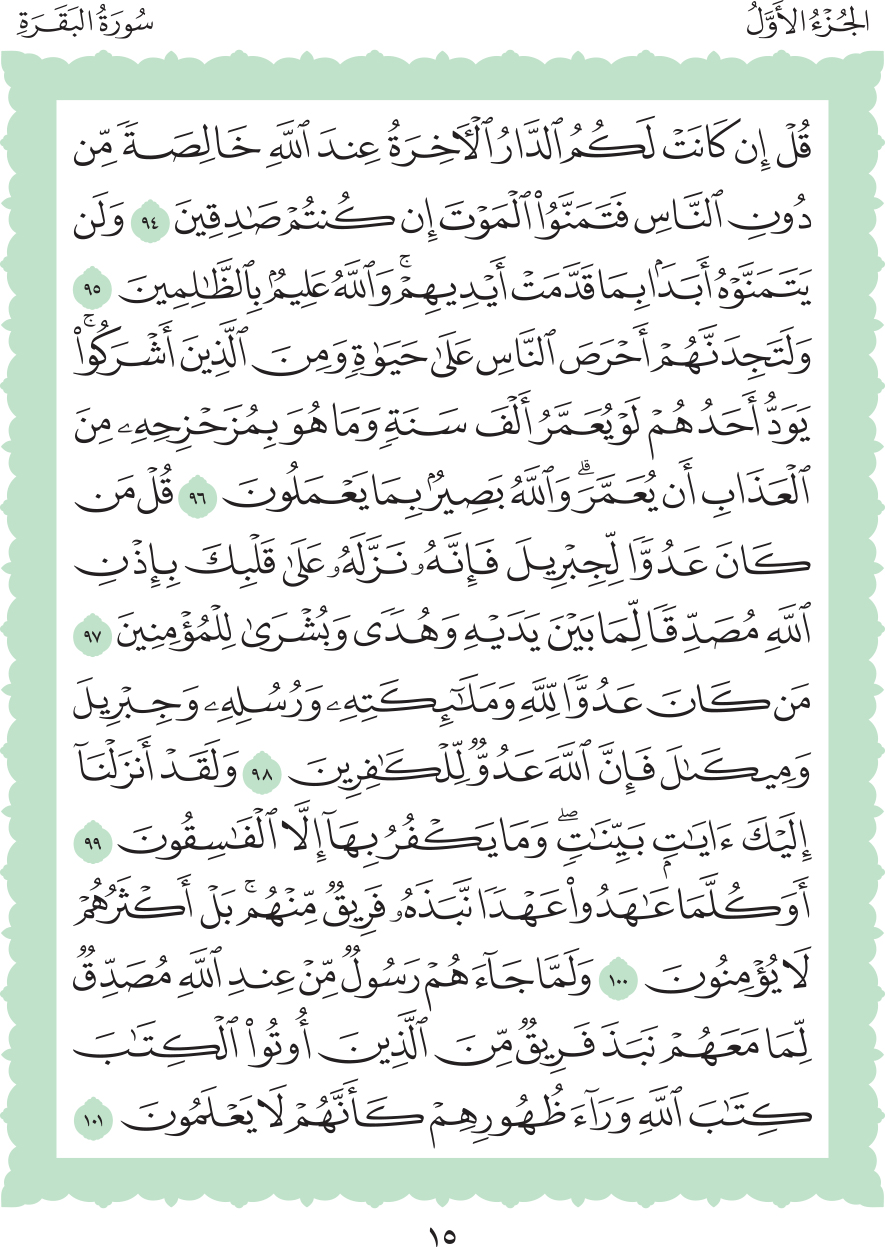 الجُزْءُ الأَوَّلُ
سُورَةُ البَقَرَةِ
قُلۡ إِن كَانَتۡ لَكُمُ ٱلدَّارُ ٱلۡأٓخِرَةُ عِندَ ٱللَّهِ خَالِصَةٗ مِّن
دُونِ ٱلنَّاسِ فَتَمَنَّوُاْ ٱلۡمَوۡتَ إِن كُنتُمۡ صَٰدِقِينَ ٩٤ وَلَن
يَتَمَنَّوۡهُ أَبَدَۢا بِمَا قَدَّمَتۡ أَيۡدِيهِمۡۚ وَٱللَّهُ عَلِيمُۢ بِٱلظَّٰلِمِينَ ٩٥
وَلَتَجِدَنَّهُمۡ أَحۡرَصَ ٱلنَّاسِ عَلَىٰ حَيَوٰةٖ وَمِنَ ٱلَّذِينَ أَشۡرَكُواْۚ
يَوَدُّ أَحَدُهُمۡ لَوۡ يُعَمَّرُ أَلۡفَ سَنَةٖ وَمَا هُوَ بِمُزَحۡزِحِهِۦ مِنَ
ٱلۡعَذَابِ أَن يُعَمَّرَۗ وَٱللَّهُ بَصِيرُۢ بِمَا يَعۡمَلُونَ ٩٦ قُلۡ مَن
كَانَ عَدُوّٗا لِّجِبۡرِيلَ فَإِنَّهُۥ نَزَّلَهُۥ عَلَىٰ قَلۡبِكَ بِإِذۡنِ
ٱللَّهِ مُصَدِّقٗا لِّمَا بَيۡنَ يَدَيۡهِ وَهُدٗى وَبُشۡرَىٰ لِلۡمُؤۡمِنِينَ ٩٧
مَن كَانَ عَدُوّٗا لِّلَّهِ وَمَلَٰٓئِكَتِهِۦ وَرُسُلِهِۦ وَجِبۡرِيلَ
وَمِيكَىٰلَ فَإِنَّ ٱللَّهَ عَدُوّٞ لِّلۡكَٰفِرِينَ ٩٨ وَلَقَدۡ أَنزَلۡنَآ
إِلَيۡكَ ءَايَٰتِۭ بَيِّنَٰتٖۖ وَمَا يَكۡفُرُ بِهَآ إِلَّا ٱلۡفَٰسِقُونَ ٩٩
أَوَكُلَّمَا عَٰهَدُواْ عَهۡدٗا نَّبَذَهُۥ فَرِيقٞ مِّنۡهُمۚ بَلۡ أَكۡثَرُهُمۡ
لَا يُؤۡمِنُونَ ١٠٠ وَلَمَّا جَآءَهُمۡ رَسُولٞ مِّنۡ عِندِ ٱللَّهِ مُصَدِّقٞ
لِّمَا مَعَهُمۡ نَبَذَ فَرِيقٞ مِّنَ ٱلَّذِينَ أُوتُواْ ٱلۡكِتَٰبَ
كِتَٰبَ ٱللَّهِ وَرَآءَ ظُهُورِهِمۡ كَأَنَّهُمۡ لَا يَعۡلَمُونَ ١٠١
١٥